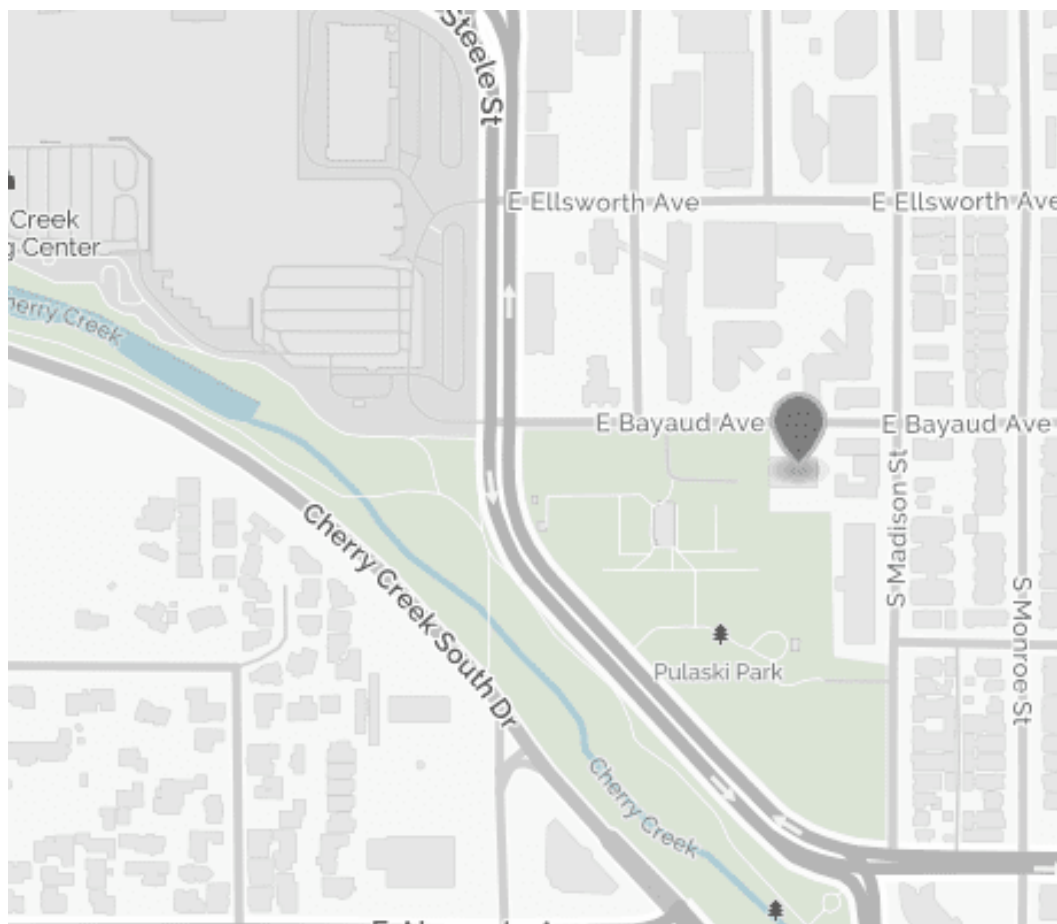 Steele St
E Ellsworth Ave
E Ellsworth Ave
Creek
g Center
Cherry Creek
E Bayaud Ave
E Bayaud Ave
S Madison St
Cherry Creek South Dr
S Monroe St
Pulaski Park
Cherry Creek